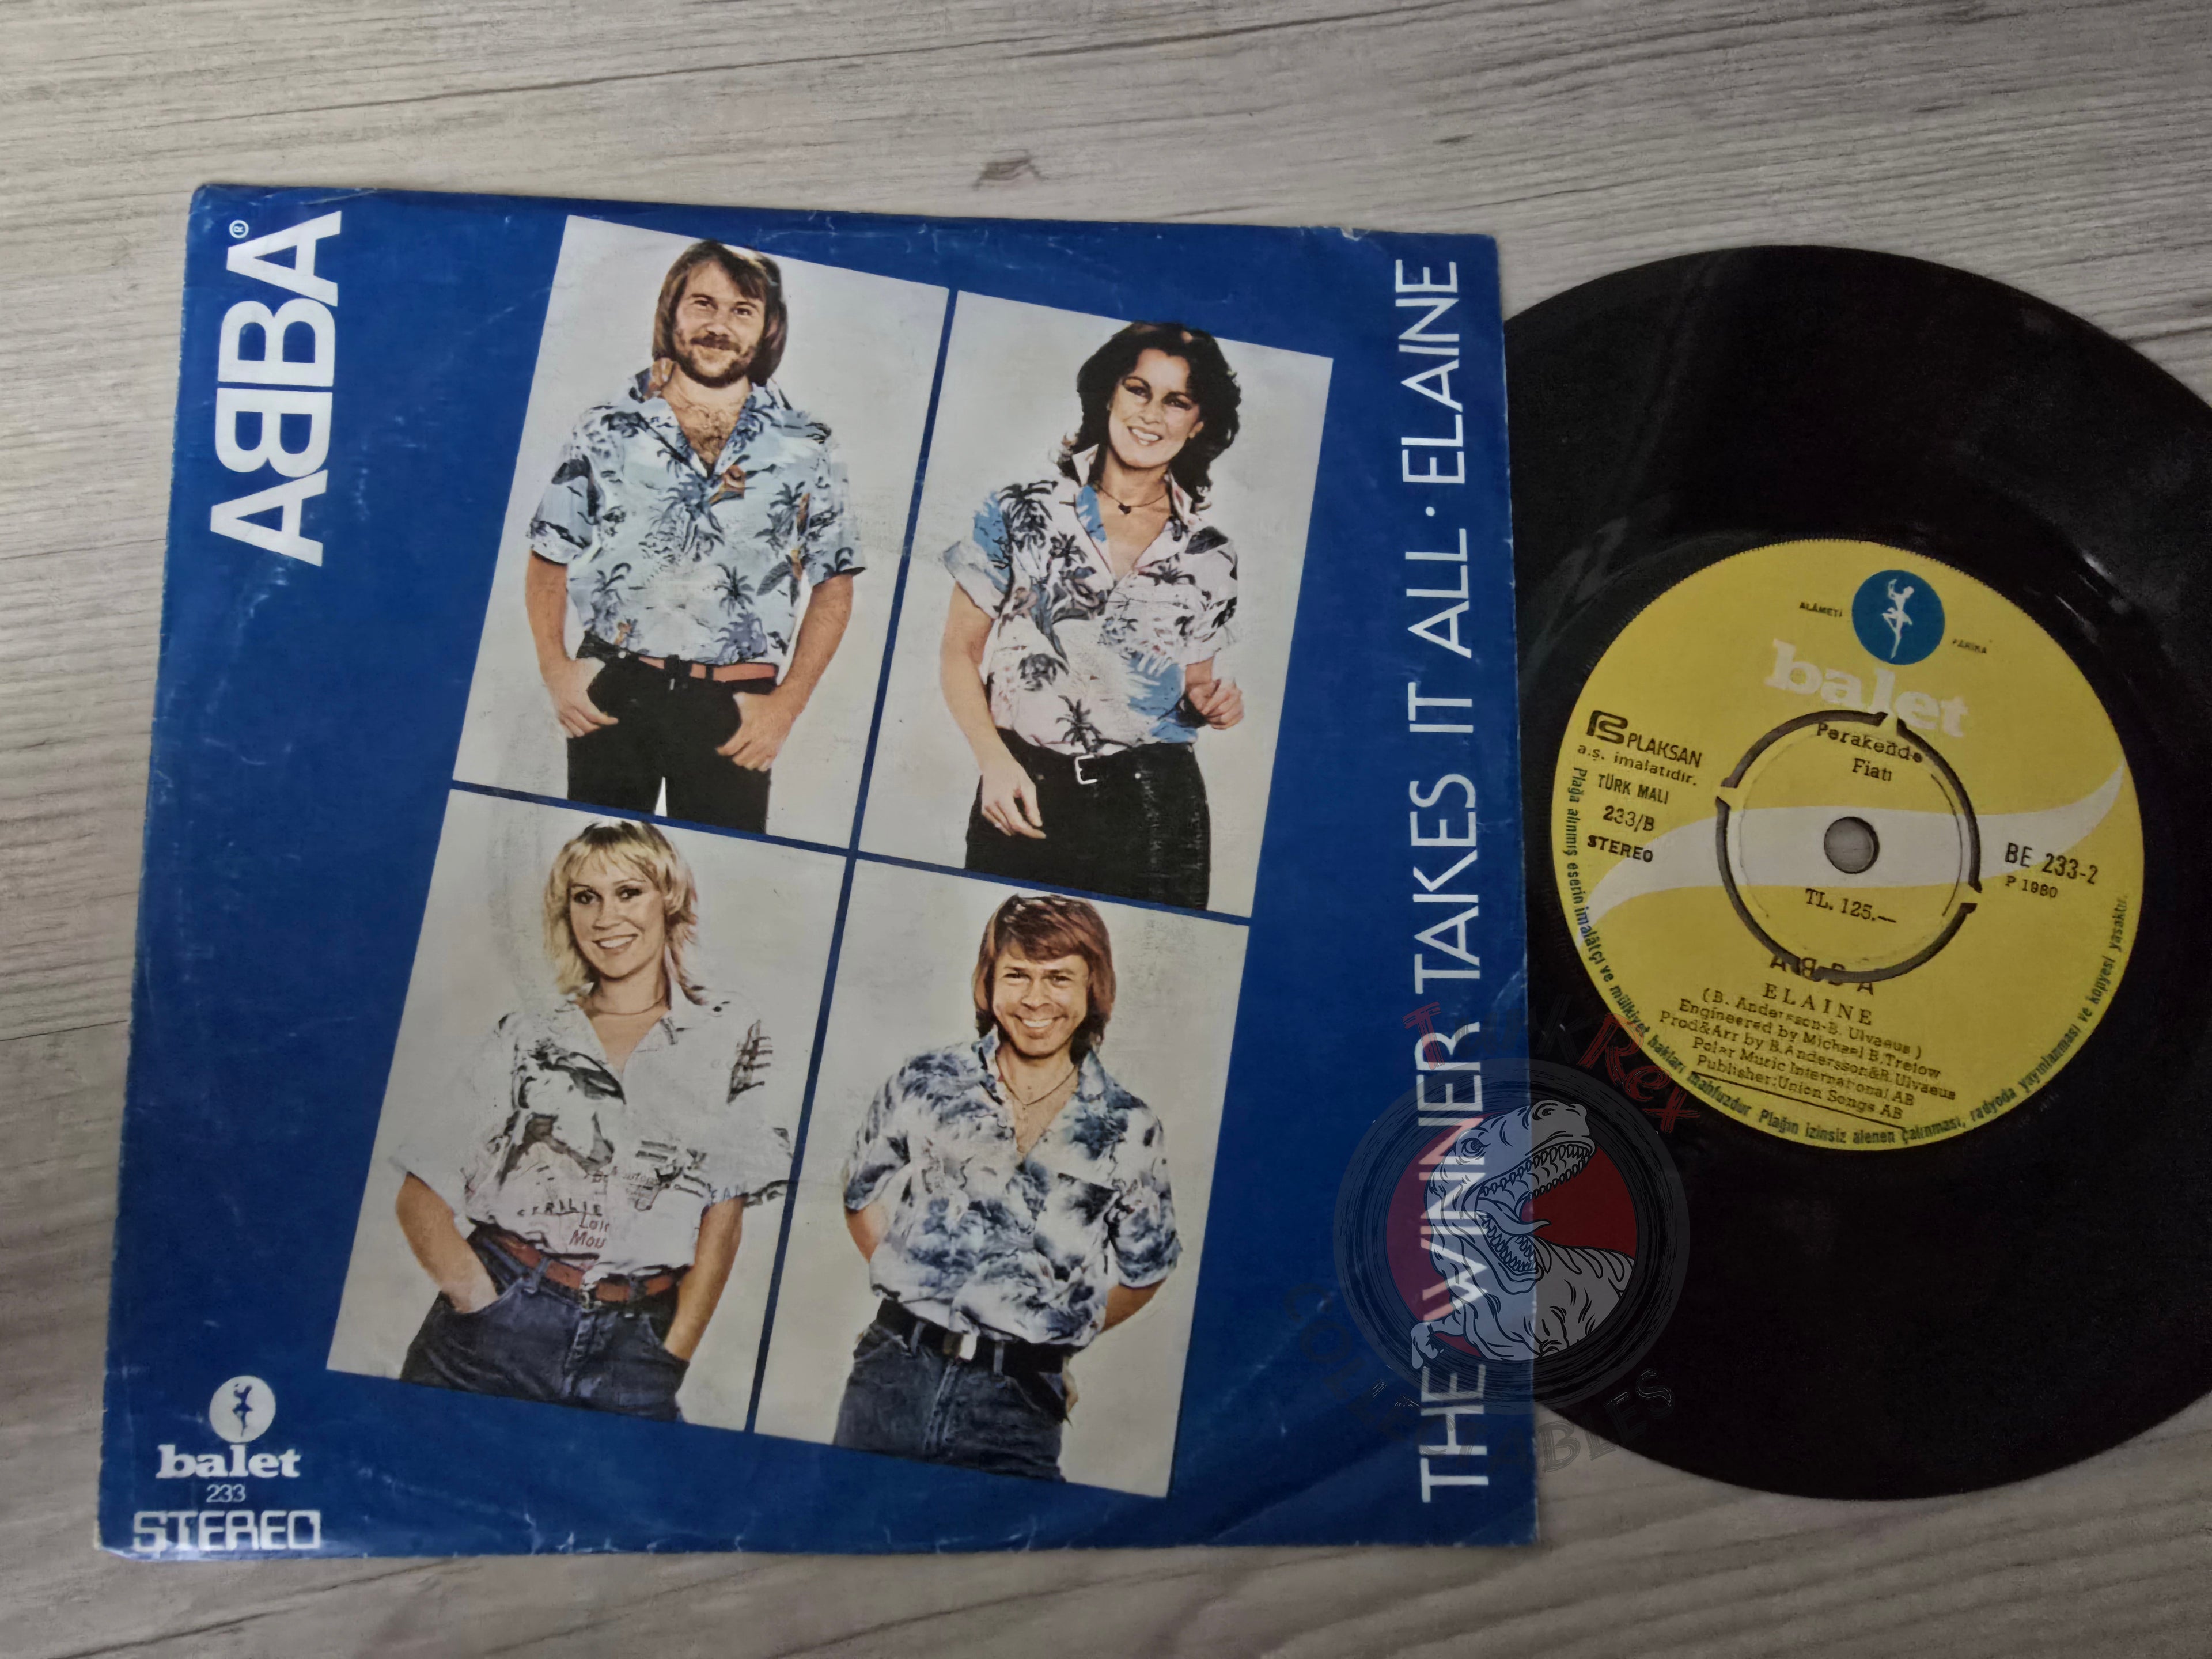 ABBA®
THE WINNER TAKES IT ALL · ELAINE
balet
233
STEREO
ALÂMETİ
FARİKA
balet
Perakende
Fiatı
PLAKSAN
a.ş. imalatıdır.
TÜRK MALI
233/B
STEREO
BE 233-2
P 1980
TL. 125.—
ABBA
ELAINE
(B. Andersson-B. Ulvaeus)
Engineered by Michael B. Tretow
Prod&Arr by B. Andersson&B. Ulvaeus
Polar Music International AB
Publisher: Union Songs AB
Plağa alınmış eserin imalâtçı ve mülkiyet hakları mahfuzdur Plağın izinsiz alenen çalınması, radyoda yayınlanması ve kopyesi yasaktır.
Rex
COLLECTABLES